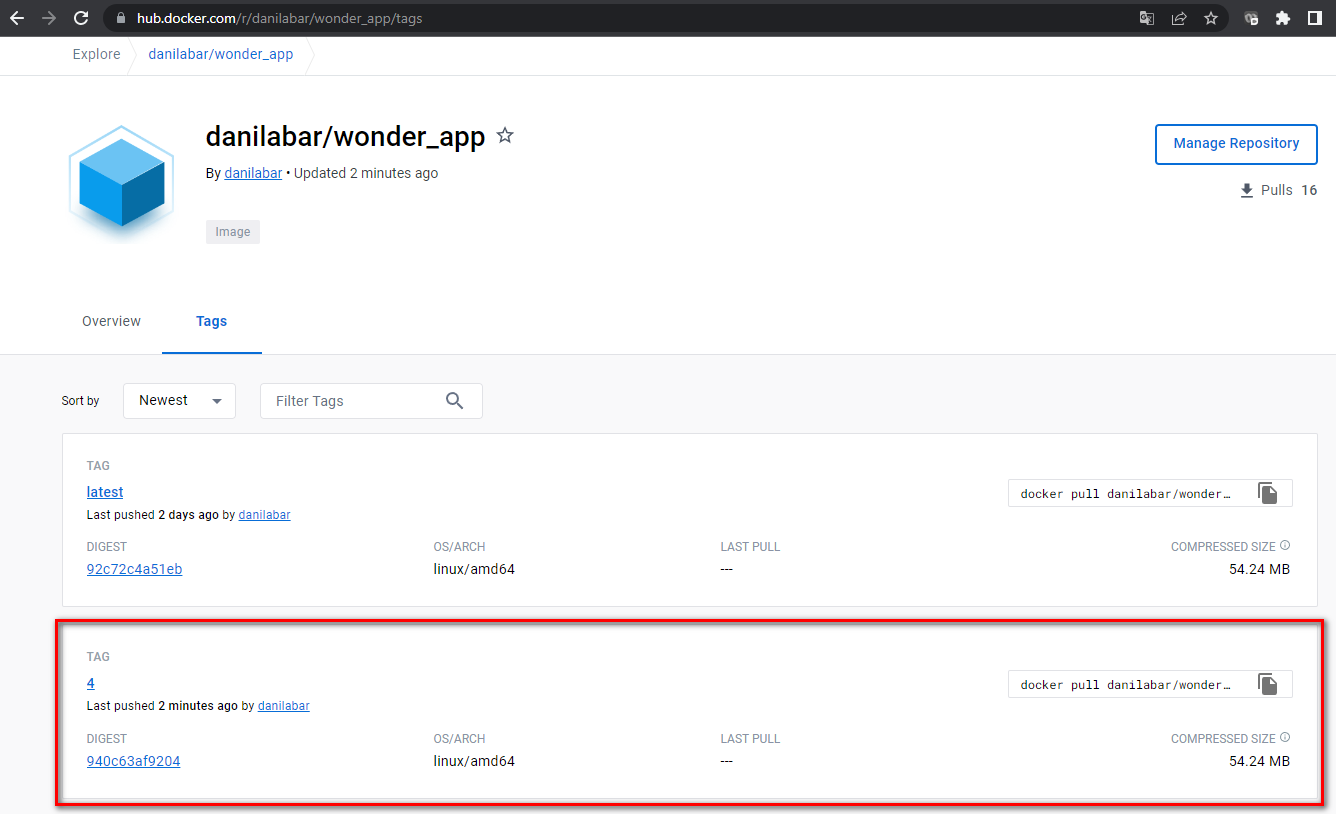 hub.docker.com/r/danilabar/wonder_app/tags
Explore danilabar/wonder_app
danilabar/wonder_app
By danilabar • Updated 2 minutes ago
Manage Repository
Pulls 16
Image
Overview Tags
Sort by Newest Filter Tags
TAG
latest
docker pull danilabar/wonder…
Last pushed 2 days ago by danilabar
DIGEST OS/ARCH LAST PULL COMPRESSED SIZE
92c72c4a51eb linux/amd64 --- 54.24 MB
TAG
4
docker pull danilabar/wonder…
Last pushed 2 minutes ago by danilabar
DIGEST OS/ARCH LAST PULL COMPRESSED SIZE
940c63af9204 linux/amd64 --- 54.24 MB